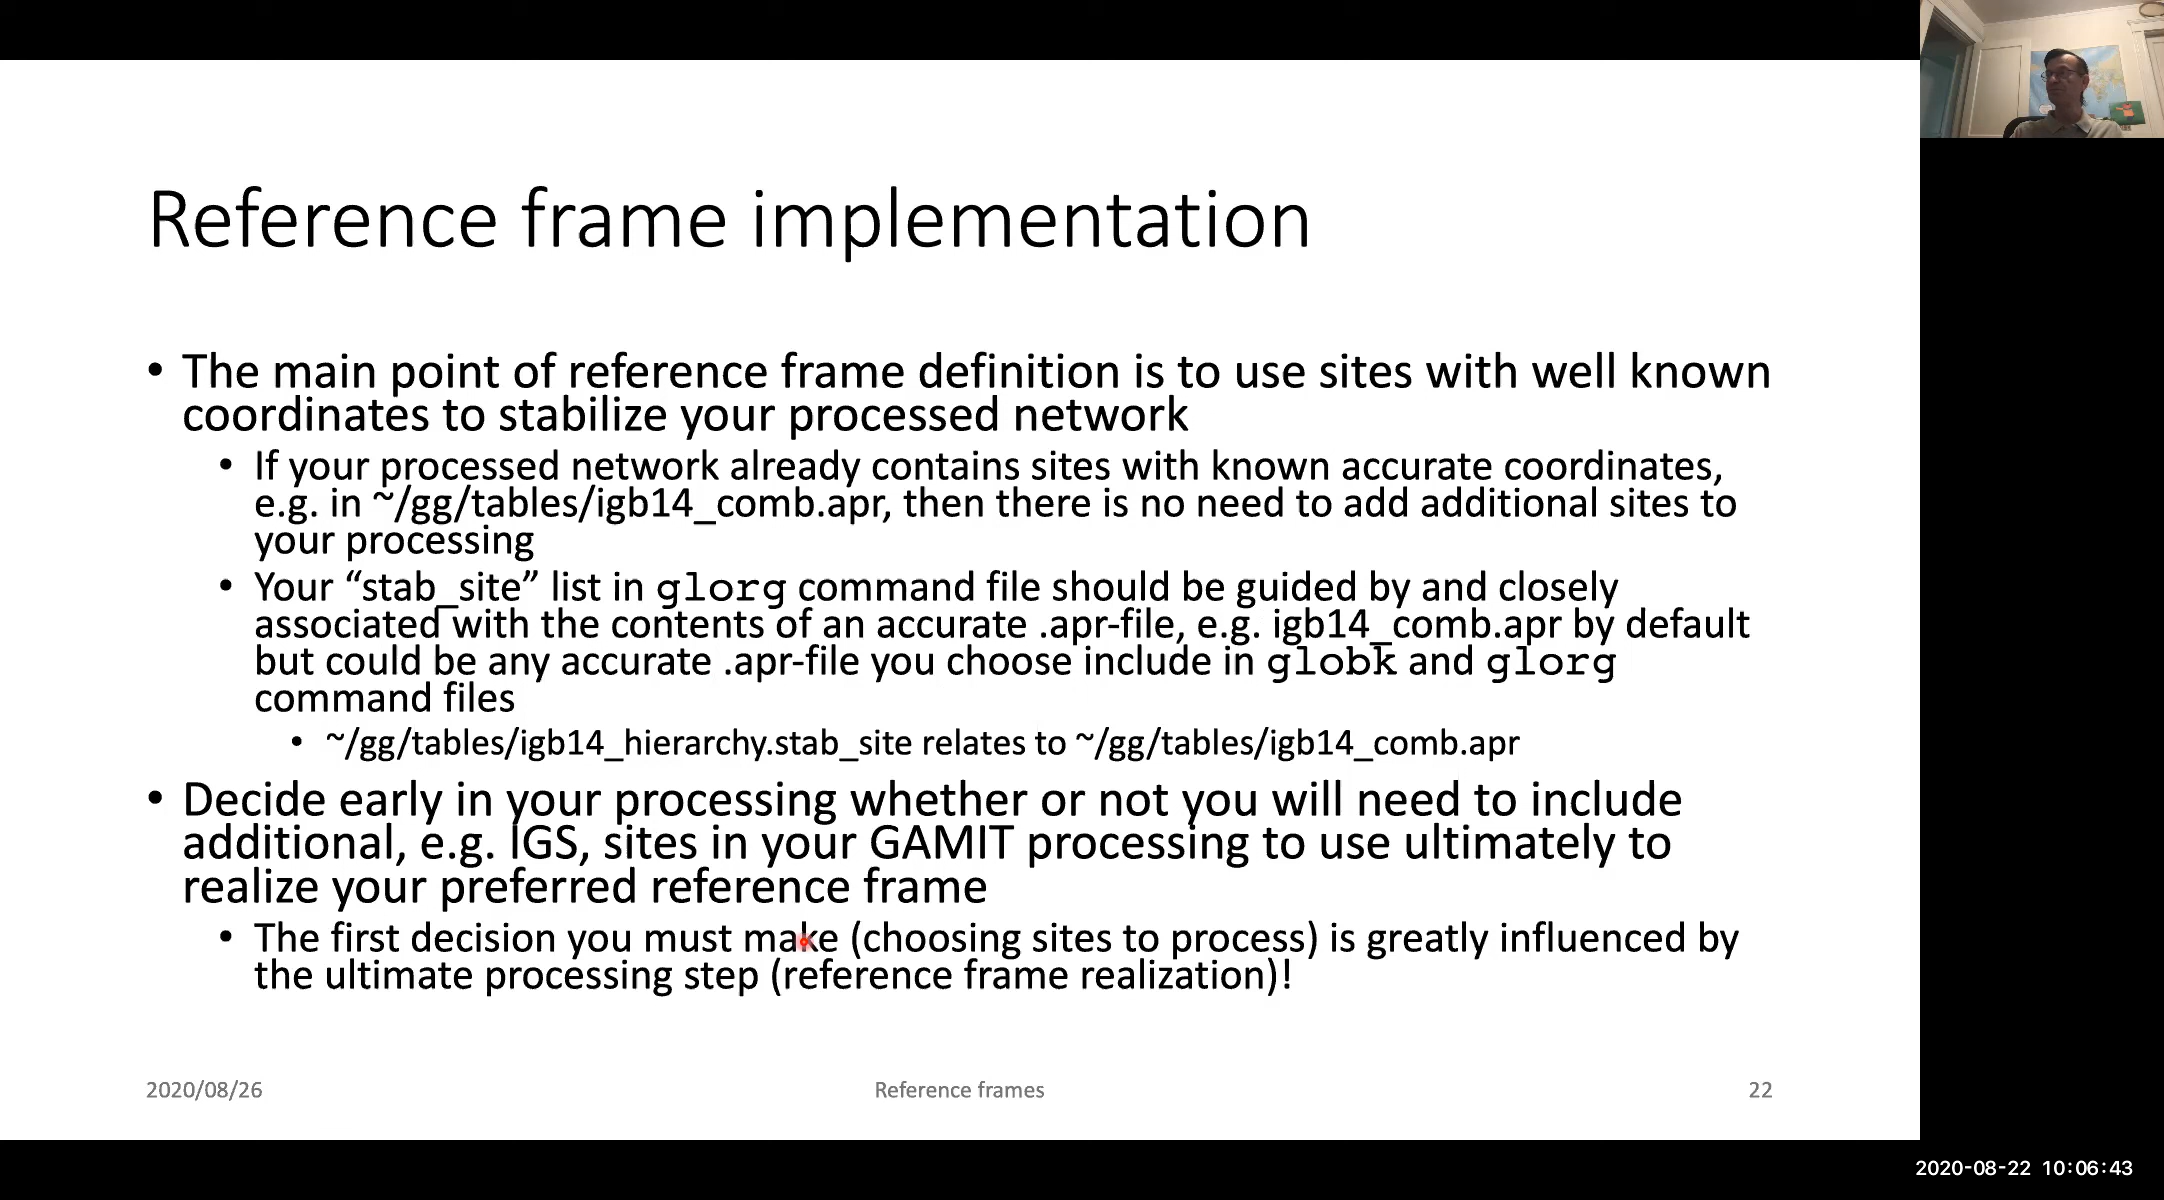 Reference frame implementation
• The main point of reference frame definition is to use sites with well known
coordinates to stabilize your processed network
• If your processed network already contains sites with known accurate coordinates,
e.g. in ~/gg/tables/igb14_comb.apr, then there is no need to add additional sites to
your processing
• Your “stab_site” list in glorg command file should be guided by and closely
associated with the contents of an accurate .apr-file, e.g. igb14_comb.apr by default
but could be any accurate .apr-file you choose include in globk and glorg
command files
• ~/gg/tables/igb14_hierarchy.stab_site relates to ~/gg/tables/igb14_comb.apr
• Decide early in your processing whether or not you will need to include
additional, e.g. IGS, sites in your GAMIT processing to use ultimately to
realize your preferred reference frame
• The first decision you must make (choosing sites to process) is greatly influenced by
the ultimate processing step (reference frame realization)!
2020/08/26
Reference frames
22
2020-08-22 10:06:43